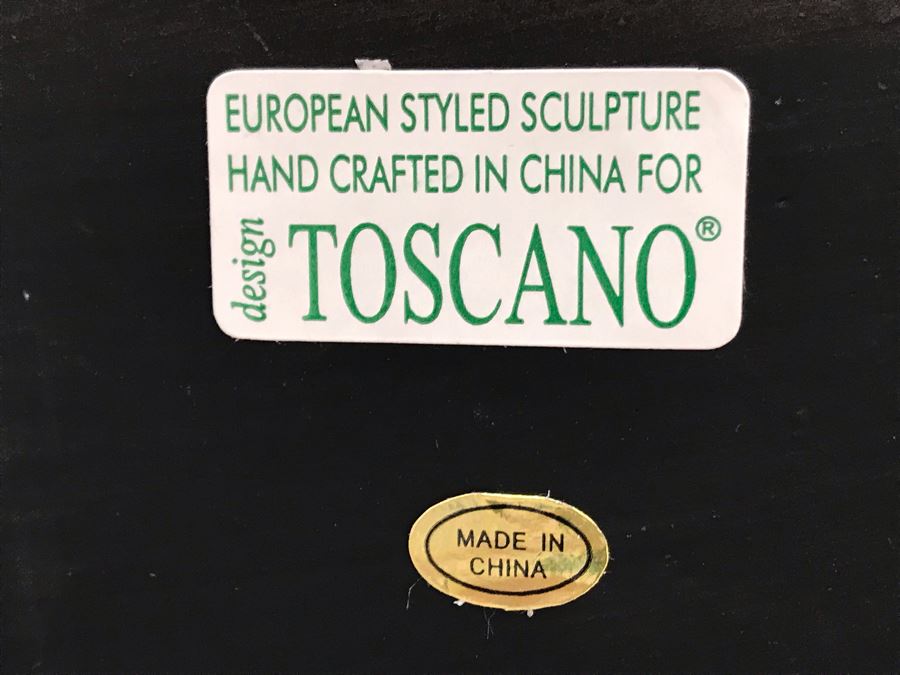 EUROPEAN STYLED SCULPTURE
HAND CRAFTED IN CHINA FOR
design TOSCANO®
MADE IN
CHINA